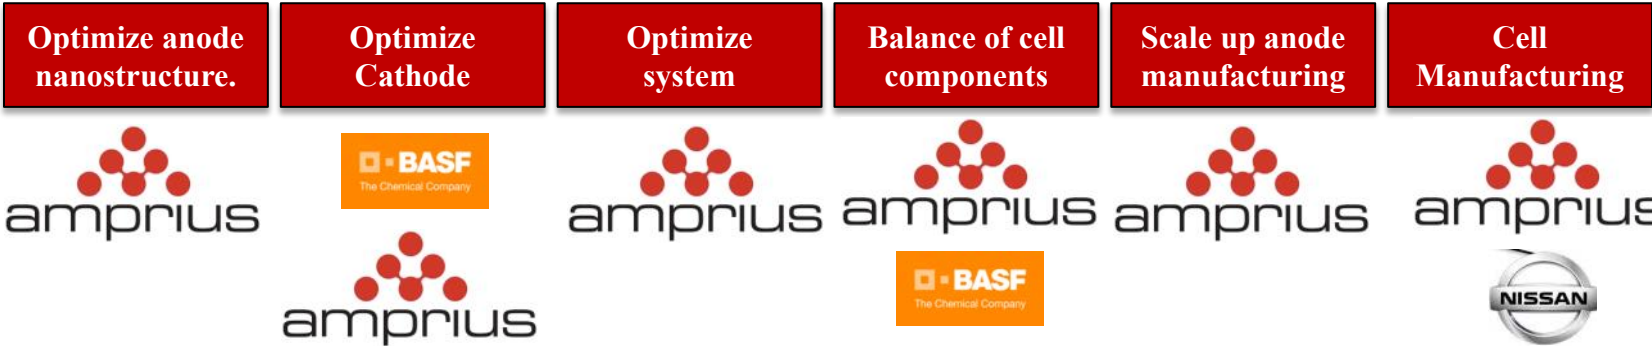 Optimize anode
nanostructure.
Optimize
Cathode
Optimize
system
Balance of cell
components
Scale up anode
manufacturing
Cell
Manufacturing
amprius
BASF
The Chemical Company
amprius
amprius
amprius
BASF
The Chemical Company
amprius
amprius
NISSAN